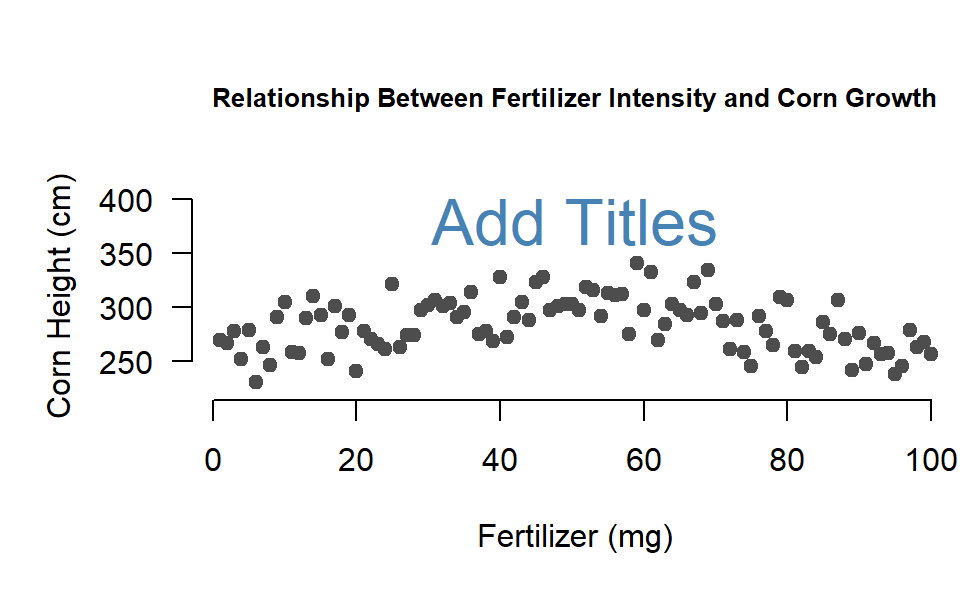 Relationship Between Fertilizer Intensity and Corn Growth
Add Titles
Corn Height (cm)
400
350
300
250
0 20 40 60 80 100
Fertilizer (mg)